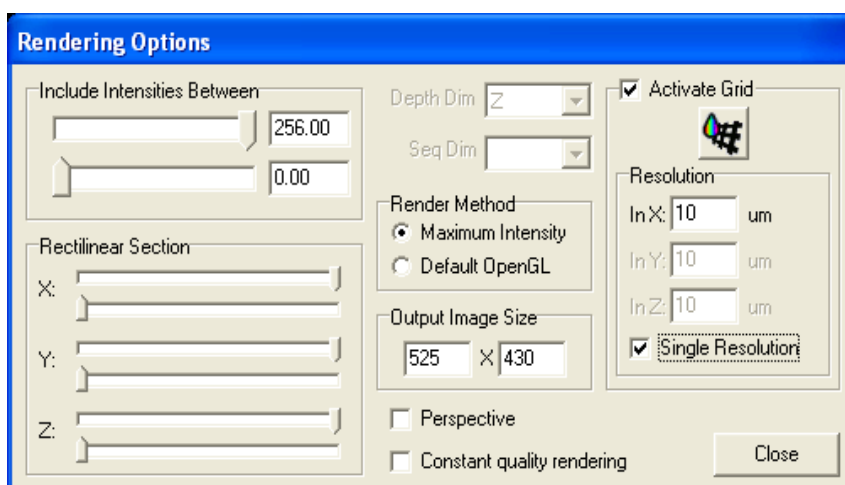 Rendering Options
Include Intensities Between
256.00
0.00
Rectilinear Section
X:
Y:
Z:
Depth Dim Z
Seq Dim
Render Method
Maximum Intensity
Default OpenGL
Output Image Size
525 X 430
Perspective
Constant quality rendering
Activate Grid
Resolution
In X: 10 um
In Y: 10 um
In Z: 10 um
Single Resolution
Close